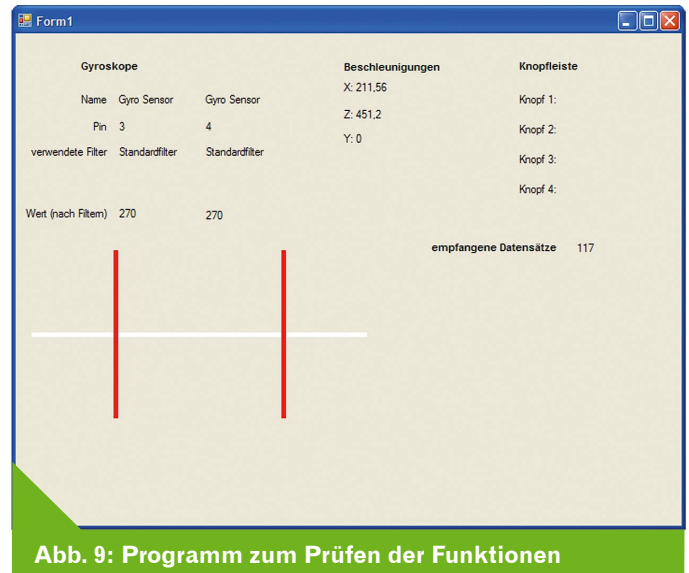 Form1
Gyroskope
Name Gyro Sensor Gyro Sensor
Pin 3 4
verwendete Filter Standardfilter Standardfilter
Wert (nach Filtern) 270 270
Beschleunigungen
X: 211,56
Z: 451,2
Y: 0
Knopfleiste
Knopf 1:
Knopf 2:
Knopf 3:
Knopf 4:
empfangene Datensätze 117
Abb. 9: Programm zum Prüfen der Funktionen